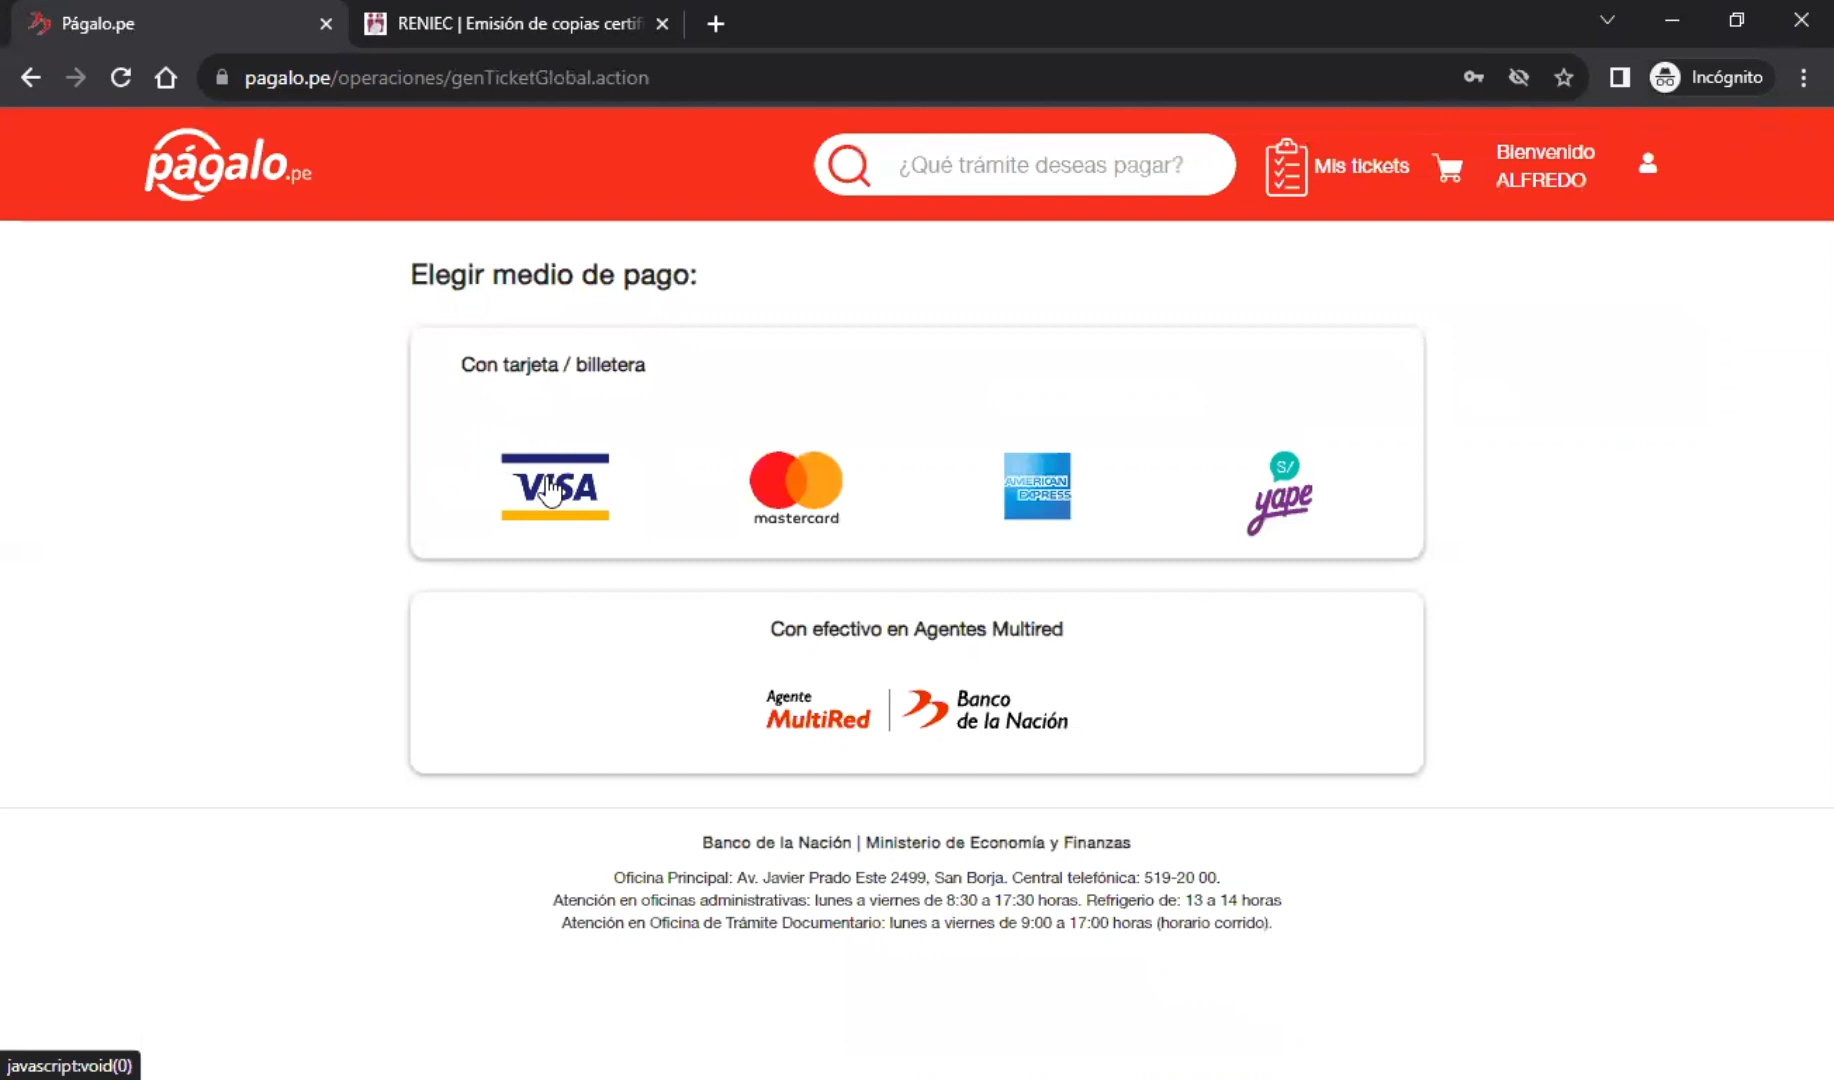 Págalo.pe
RENIEC | Emisión de copias certif
pagalo.pe/operaciones/genTicketGlobal.action
Incógnito
págalo.pe
¿Qué trámite deseas pagar?
Mis tickets
Bienvenido
ALFREDO
Elegir medio de pago:
Con tarjeta / billetera
VISA
mastercard
AMERICAN
EXPRESS
S/
yape
Con efectivo en Agentes Multired
Agente
MultiRed
Banco
de la Nación
Banco de la Nación | Ministerio de Economía y Finanzas
Oficina Principal: Av. Javier Prado Este 2499, San Borja. Central telefónica: 519-20 00.
Atención en oficinas administrativas: lunes a viernes de 8:30 a 17:30 horas. Refrigerio de: 13 a 14 horas
Atención en Oficina de Trámite Documentario: lunes a viernes de 9:00 a 17:00 horas (horario corrido).
javascript:void(0)